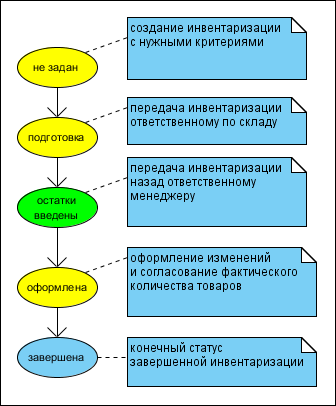 создание инвентаризации
с нужными критериями
не задан
передача инвентаризации
ответственному по складу
подготовка
передача инвентаризации
назад ответственному
менеджеру
остатки
введены
оформление изменений
и согласование фактического
количества товаров
оформлена
конечный статус
завершенной инвентаризации
завершена